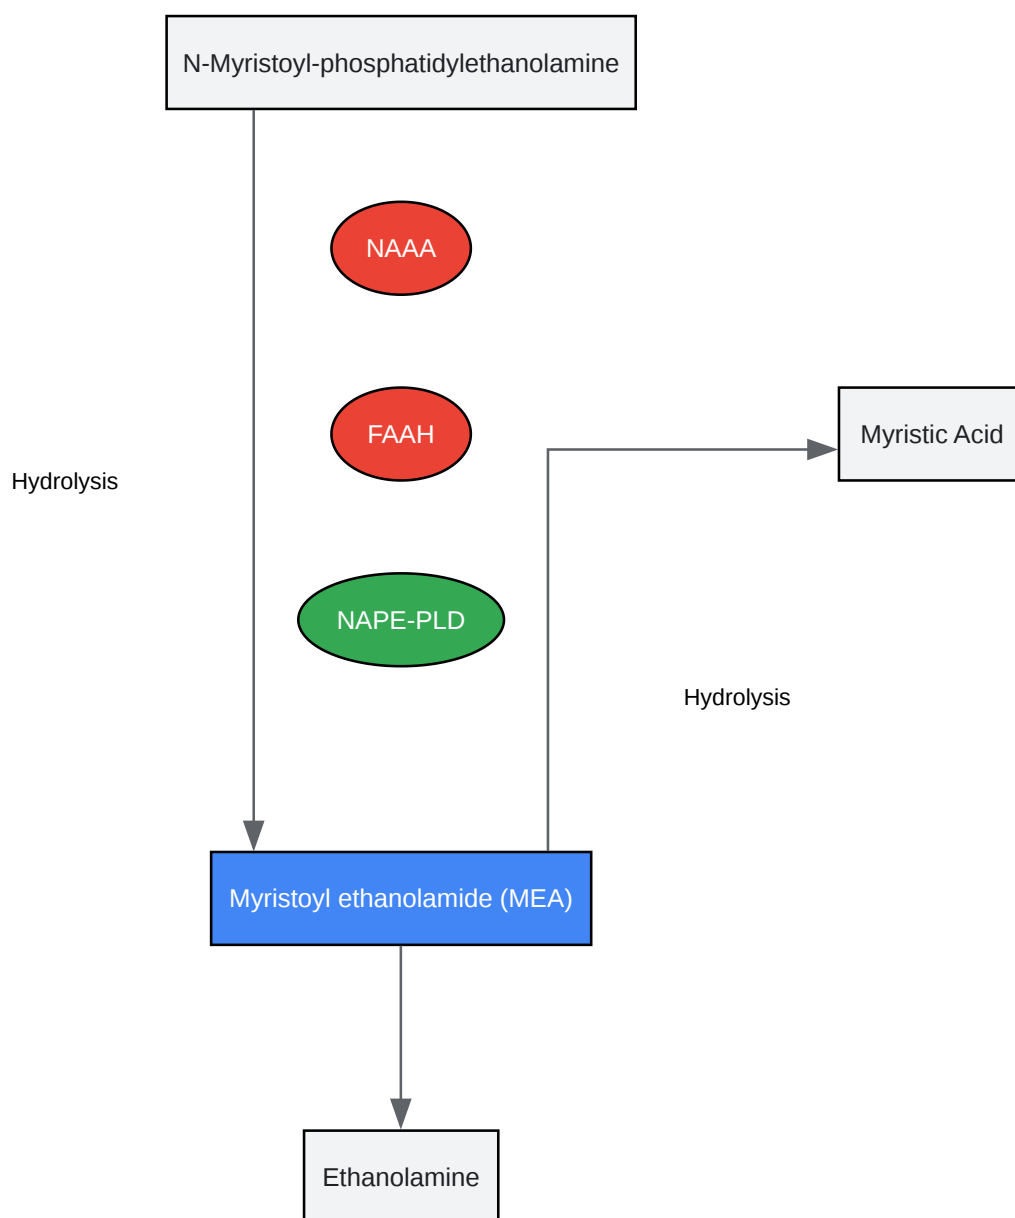 N-Myristoyl-phosphatidylethanolamine
NAAA
FAAH
Myristic Acid
Hydrolysis
NAPE-PLD
Hydrolysis
Myristoyl ethanolamide (MEA)
Ethanolamine